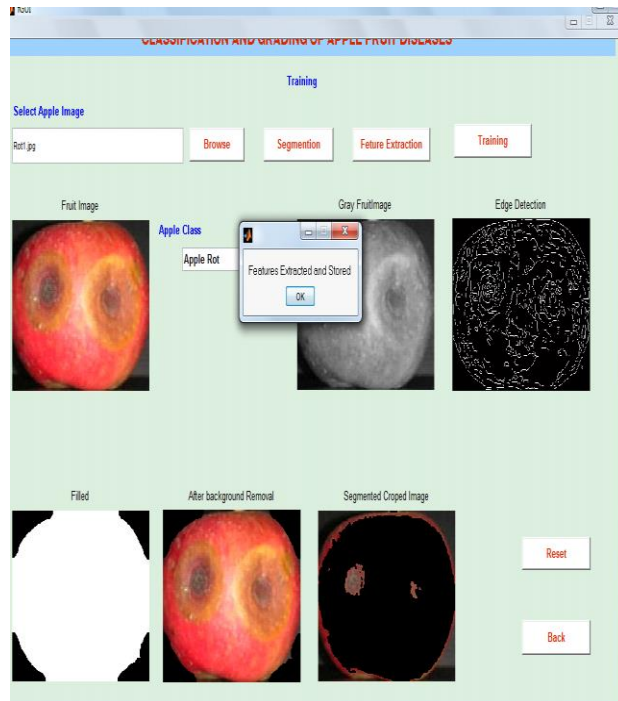 CLASSIFICATION AND GRADING OF APPLE FRUIT DISEASES
Training
Select Apple Image
Rot1.jpg
Browse
Segmention
Feture Extraction
Training
Fruit Image
Apple Class
Apple Rot
Gray FruitImage
Edge Detection
Features Extracted and Stored
OK
Filled
After background Removal
Segmented Croped Image
Reset
Back